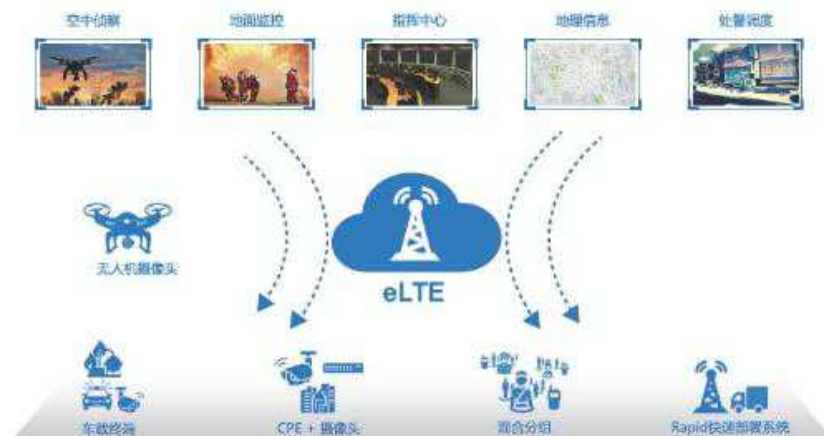 空中侦察
地面监控
指挥中心
地理信息
处警调度
无人机摄像头
eLTE
车载终端
CPE + 摄像头
混合分组
Rapid快速部署系统